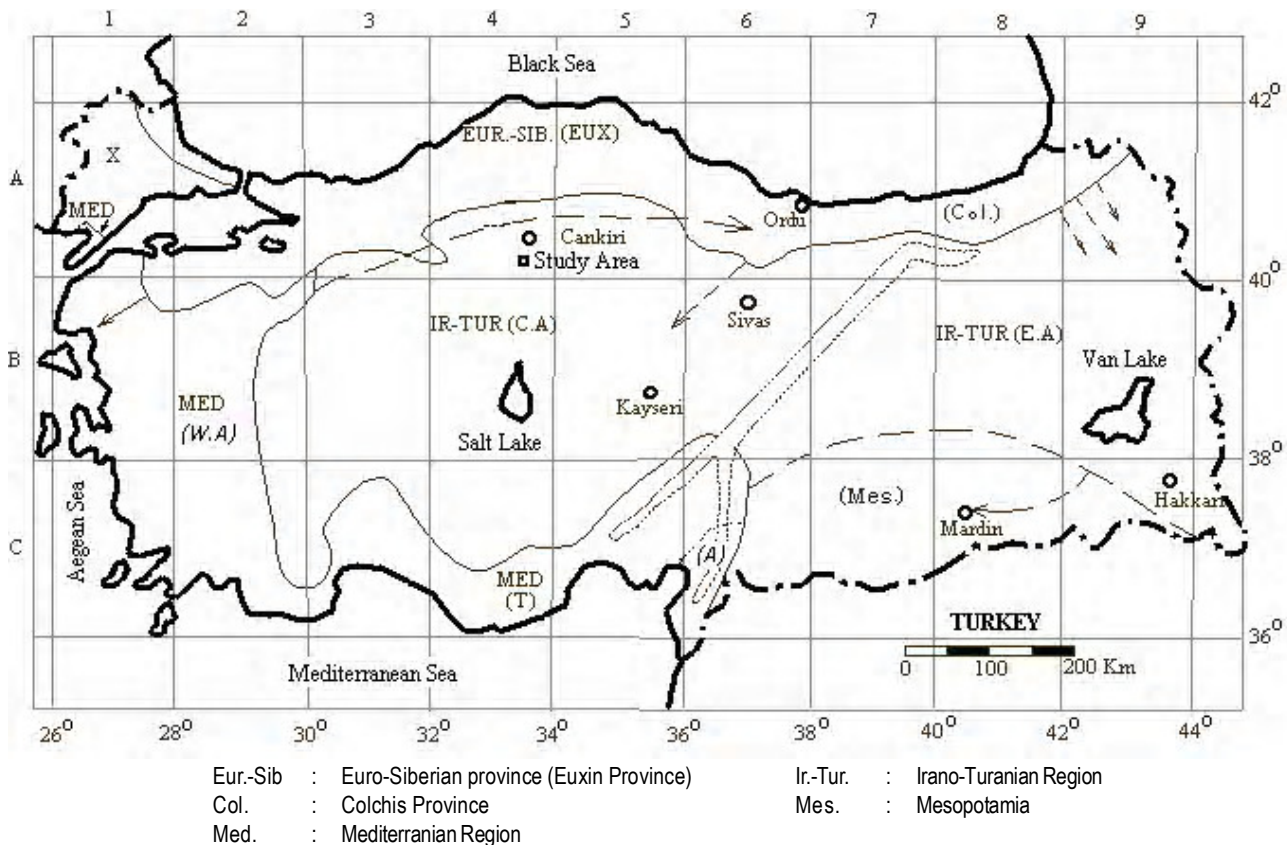 1 2 3 4 5 6 7 8 9
Black Sea
42°
EUR.-SIB. (EUX)
X
A
MED
Ordu
(Col.)
Cankiri
Study Area
40°
Sivas
IR-TUR (C.A)
IR-TUR (E.A)
B
Van Lake
MED
(W.A)
Kayseri
Salt Lake
38°
(Mes.)
Hakkari
Aegean Sea
Mardin
C
(A)
MED
(T)
TURKEY
36°
0 100 200 Km
Mediterranean Sea
26° 28° 30° 32° 34° 36° 38° 40° 42° 44°
Eur.-Sib : Euro-Siberian province (Euxin Province) Ir.-Tur. : Irano-Turanian Region
Col. : Colchis Province Mes. : Mesopotamia
Med. : Mediterranian Region